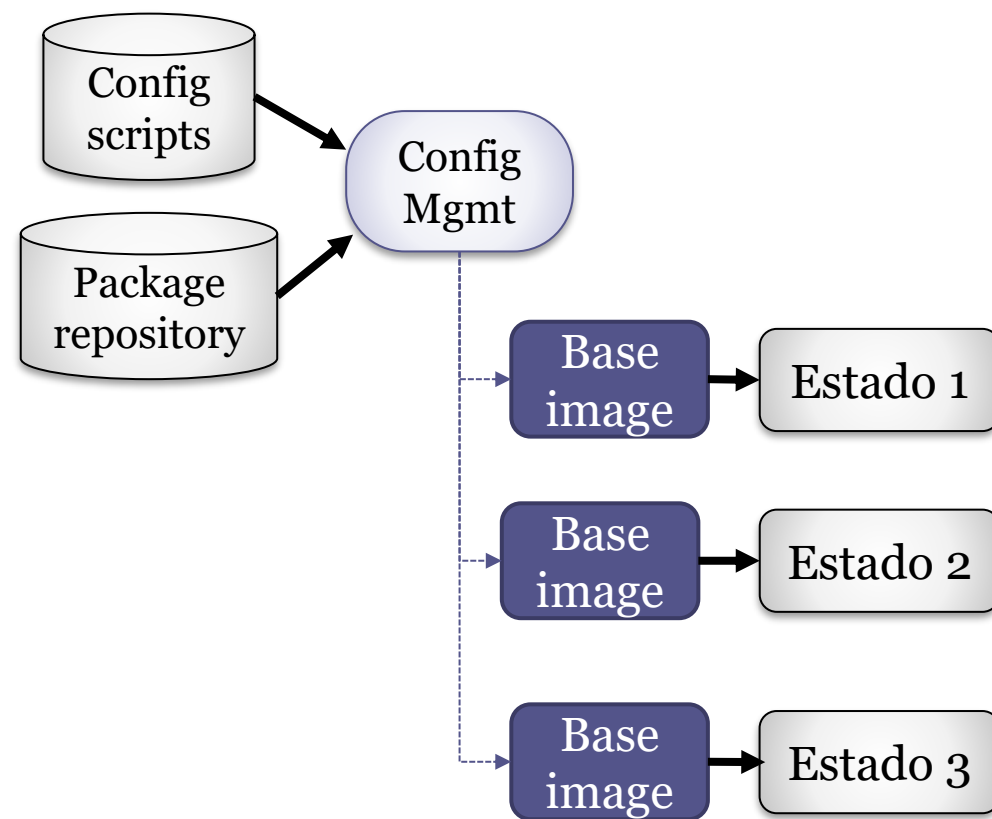 Config
scripts
Config
Mgmt
Package
repository
Base
image
Estado 1
Base
image
Estado 2
Base
image
Estado 3